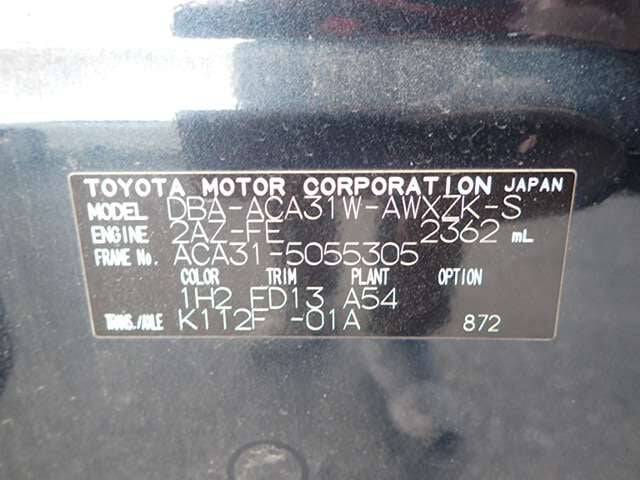 TOYOTA MOTOR CORPORATION JAPAN
MODEL DBA-ACA31W-AWXZK-S
ENGINE 2AZ-FE 2362 mL
FRAME No. ACA31-5055305
COLOR TRIM PLANT OPTION
1H2 FD13 A54
TRANS./AXLE K112F -01A 872